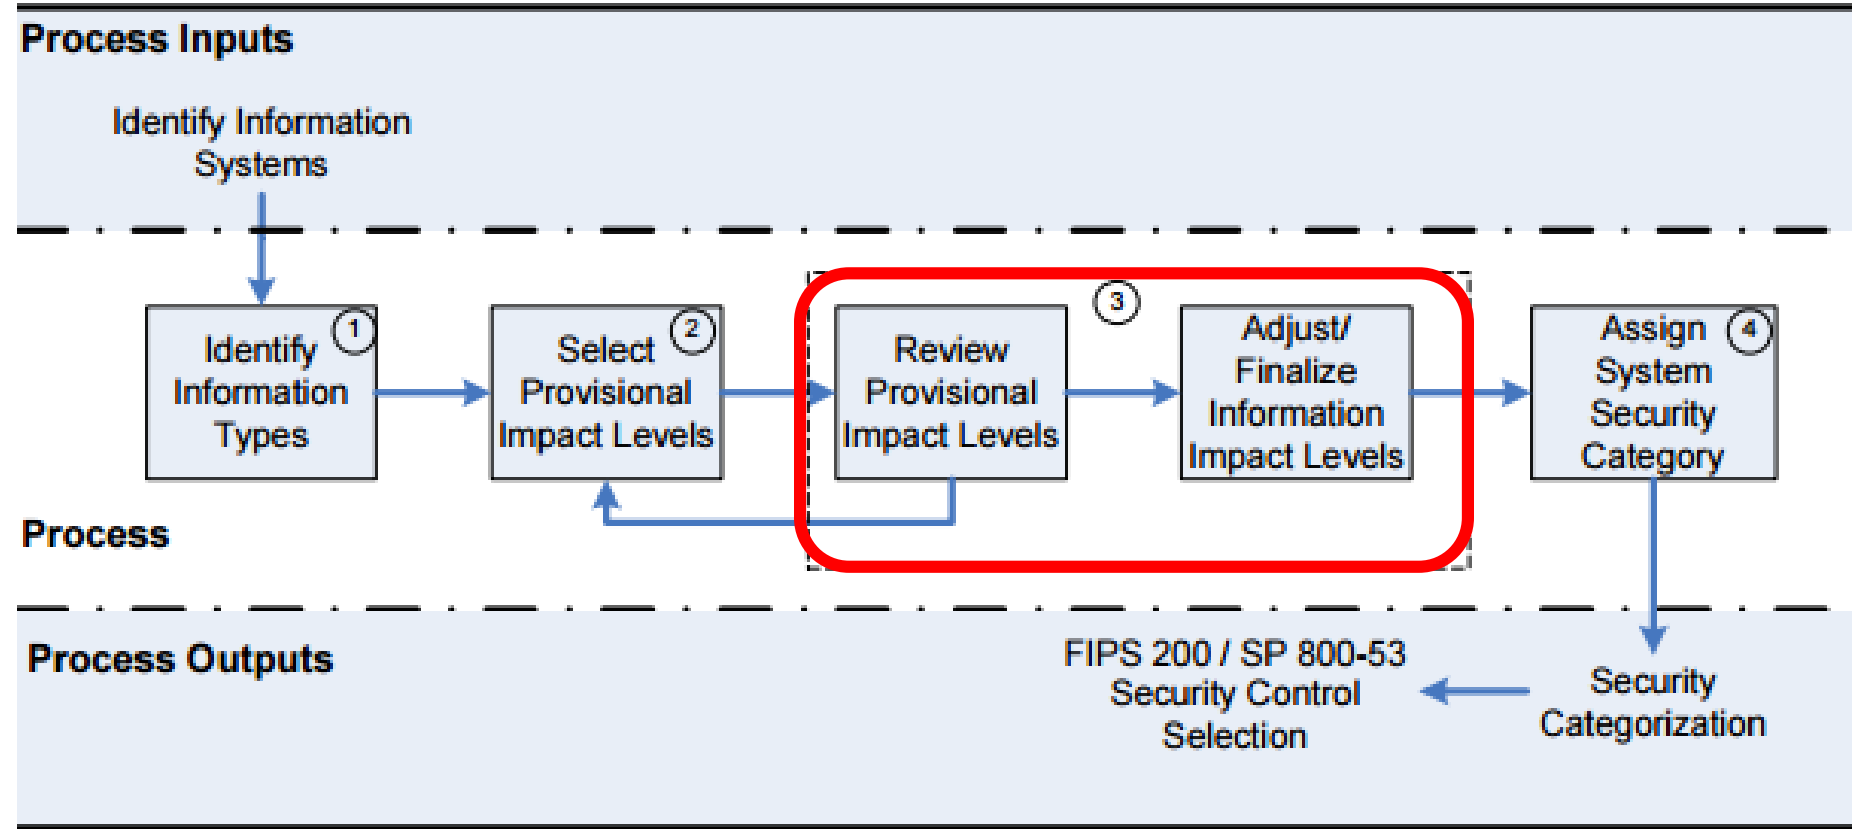 Process Inputs
Identify Information
Systems
1
Identify
Information
Types
2
Select
Provisional
Impact Levels
3
Review
Provisional
Impact Levels
Adjust/
Finalize
Information
Impact Levels
4
Assign
System
Security
Category
Process
Process Outputs
FIPS 200 / SP 800-53
Security Control
Selection
Security
Categorization